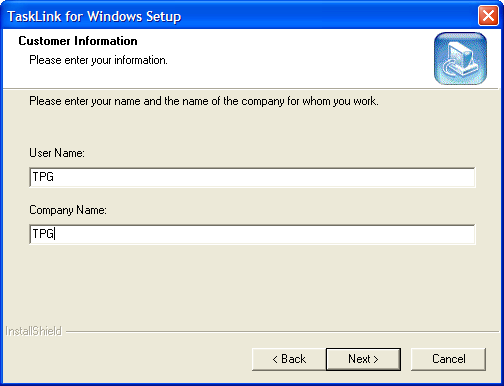 TaskLink for Windows Setup
Customer Information
Please enter your information.
Please enter your name and the name of the company for whom you work.
User Name:
TPG
Company Name:
TPG
InstallShield
< Back Next > Cancel